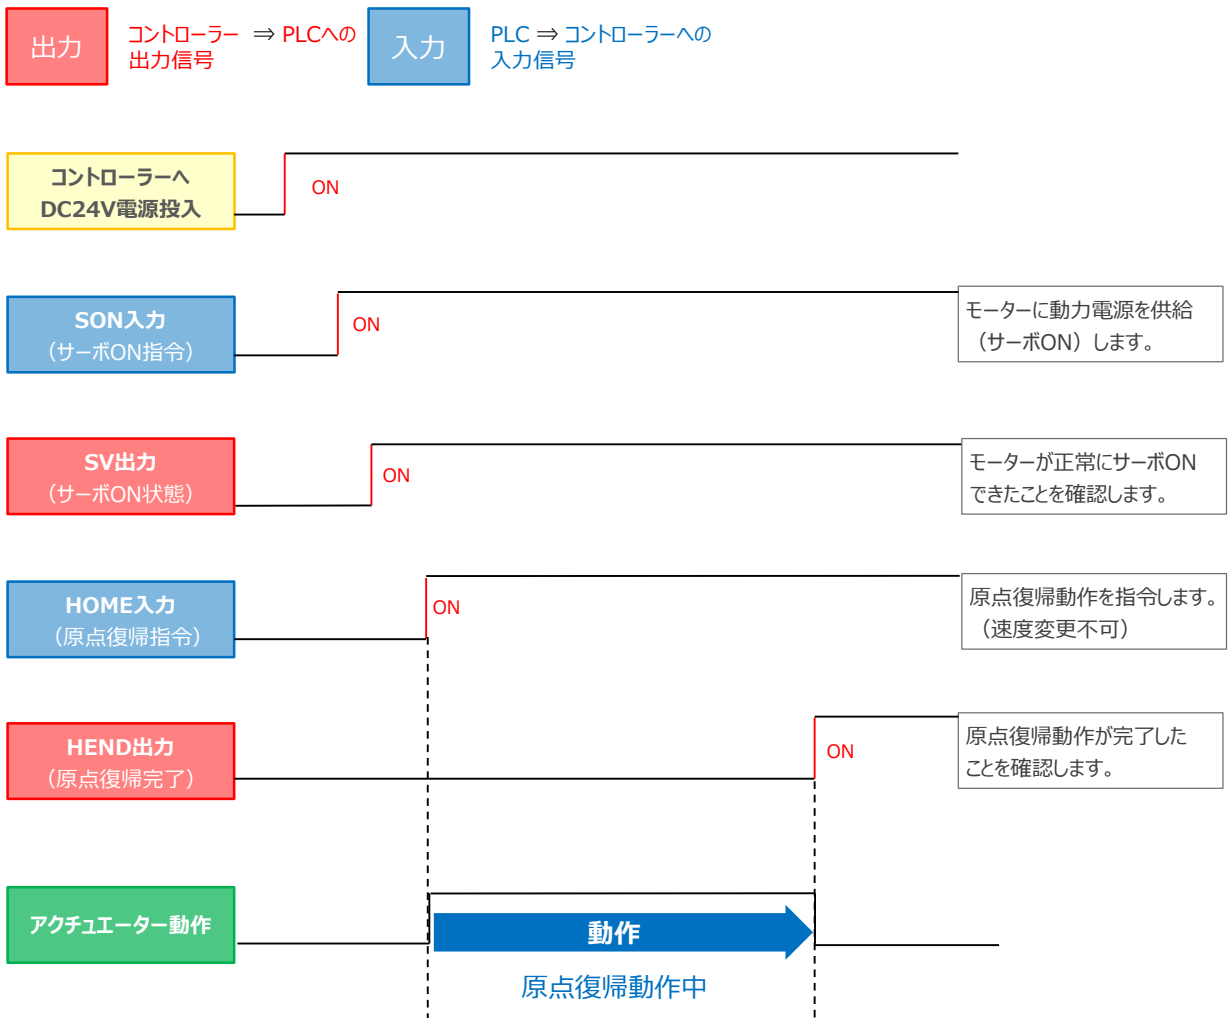 出力
コントローラー ⇒ PLCへの
出力信号
入力
PLC ⇒ コントローラーへの
入力信号
コントローラーへ
DC24V電源投入
ON
SON入力
（サーボON指令）
ON
モーターに動力電源を供給
（サーボON）します。
SV出力
（サーボON状態）
ON
モーターが正常にサーボON
できたことを確認します。
HOME入力
（原点復帰指令）
ON
原点復帰動作を指令します。
（速度変更不可）
HEND出力
（原点復帰完了）
ON
原点復帰動作が完了した
ことを確認します。
アクチュエーター動作
動作
原点復帰動作中